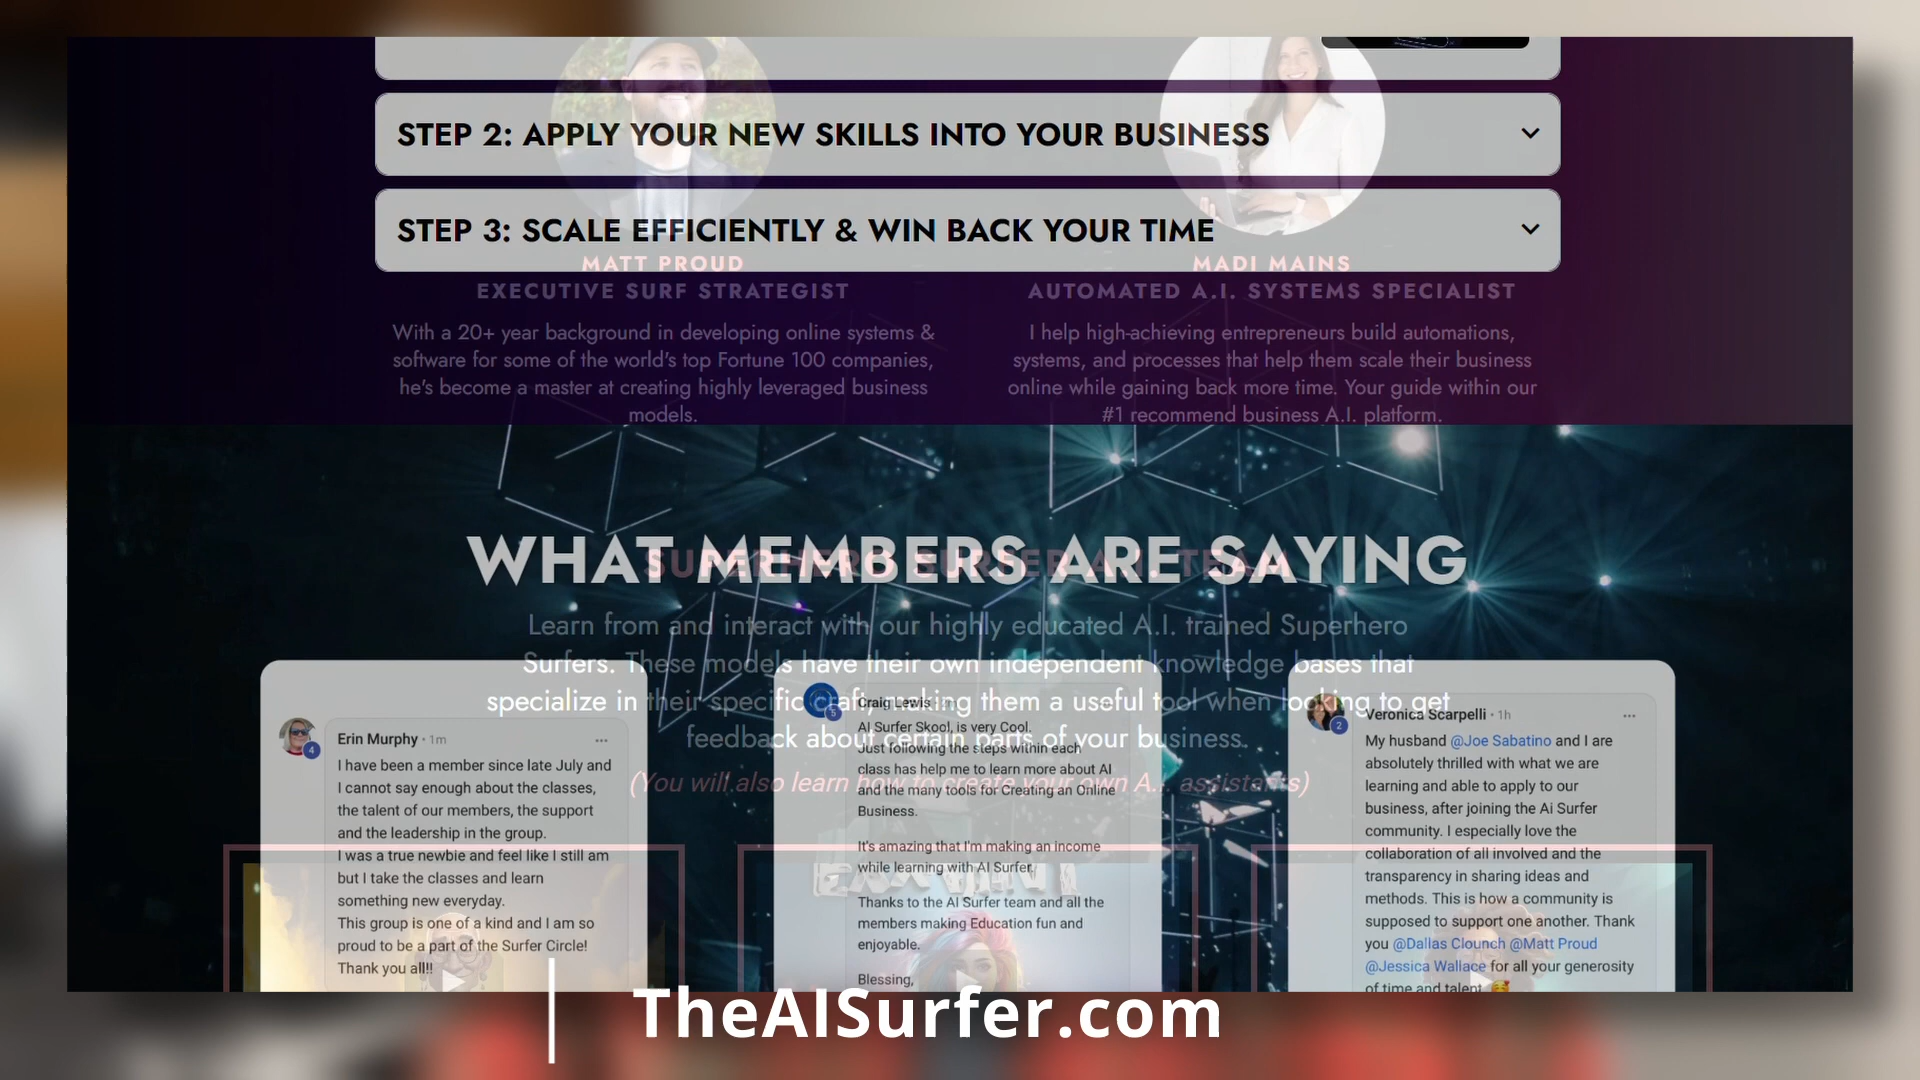 STEP 2: APPLY YOUR NEW SKILLS INTO YOUR BUSINESS
STEP 3: SCALE EFFICIENTLY & WIN BACK YOUR TIME
MATT PROUD
EXECUTIVE SURF STRATEGIST
With a 20+ year background in developing online systems &
software for some of the world's top Fortune 100 companies,
he's become a master at creating highly leveraged business
models.
MADI MAINS
AUTOMATED A.I. SYSTEMS SPECIALIST
I help high-achieving entrepreneurs build automations,
systems, and processes that help them scale their business
online while gaining back more time. Your guide within our
#1 recommend business A.I. platform.
WHAT MEMBERS ARE SAYING
SUPERHERO SURFER A.I. TEAM
Learn from and interact with our highly educated A.I. trained Superhero
Surfers. These models have their own independent knowledge bases that
specialize in their specific craft, making them a useful tool when looking to get
feedback about certain parts of your business.
(You will also learn how to create your own A.I. assistants)
Erin Murphy • 1m
4
I have been a member since late July and
I cannot say enough about the classes,
the talent of our members, the support
and the leadership in the group.
I was a true newbie and feel like I still am
but I take the classes and learn
something new everyday.
This group is one of a kind and I am so
proud to be a part of the Surfer Circle!
Thank you all!!
Craig Lewis
5
AI Surfer Skool, is very Cool.
Just following the steps within each
class has help me to learn more about AI
and the many tools for Creating an Online
Business.
It's amazing that I'm making an income
while learning with AI Surfer.
Thanks to the AI Surfer team and all the
members making Education fun and
enjoyable.
Blessing,
Veronica Scarpelli • 1h
2
My husband @Joe Sabatino and I are
absolutely thrilled with what we are
learning and able to apply to our
business, after joining the Ai Surfer
community. I especially love the
collaboration of all involved and the
transparency in sharing ideas and
methods. This is how a community is
supposed to support one another. Thank
you @Dallas Clounch @Matt Proud
@Jessica Wallace for all your generosity
of time and talent 🥰
TheAISurfer.com